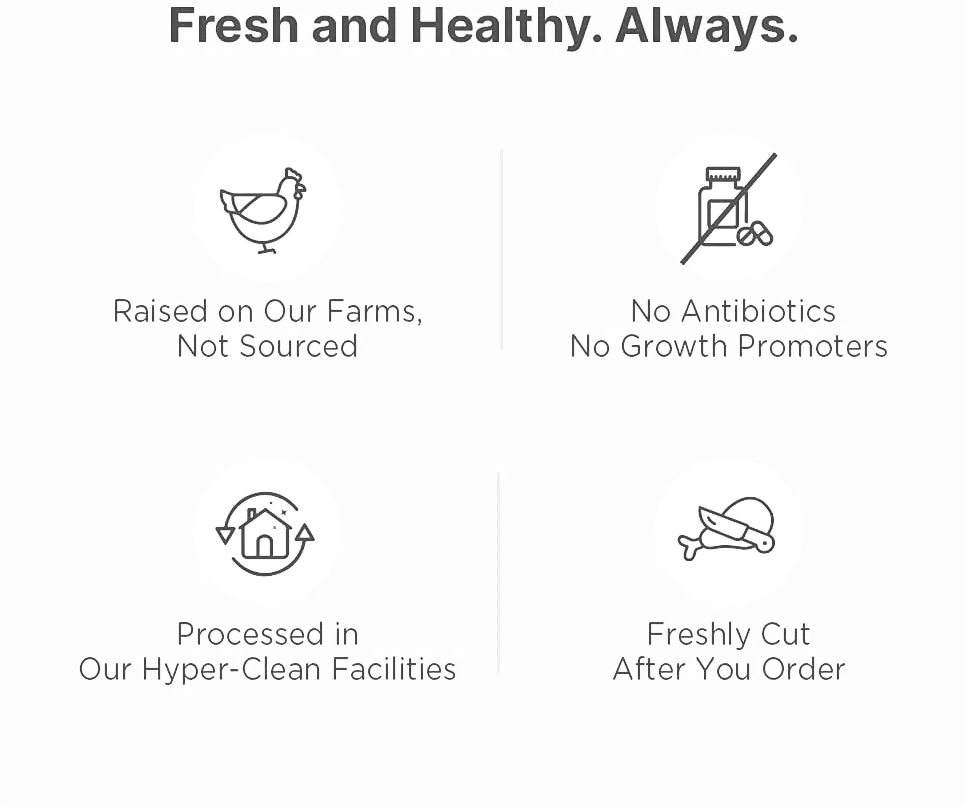 Fresh and Healthy. Always.
Raised on Our Farms,
Not Sourced
No Antibiotics
No Growth Promoters
Processed in
Our Hyper-Clean Facilities
Freshly Cut
After You Order